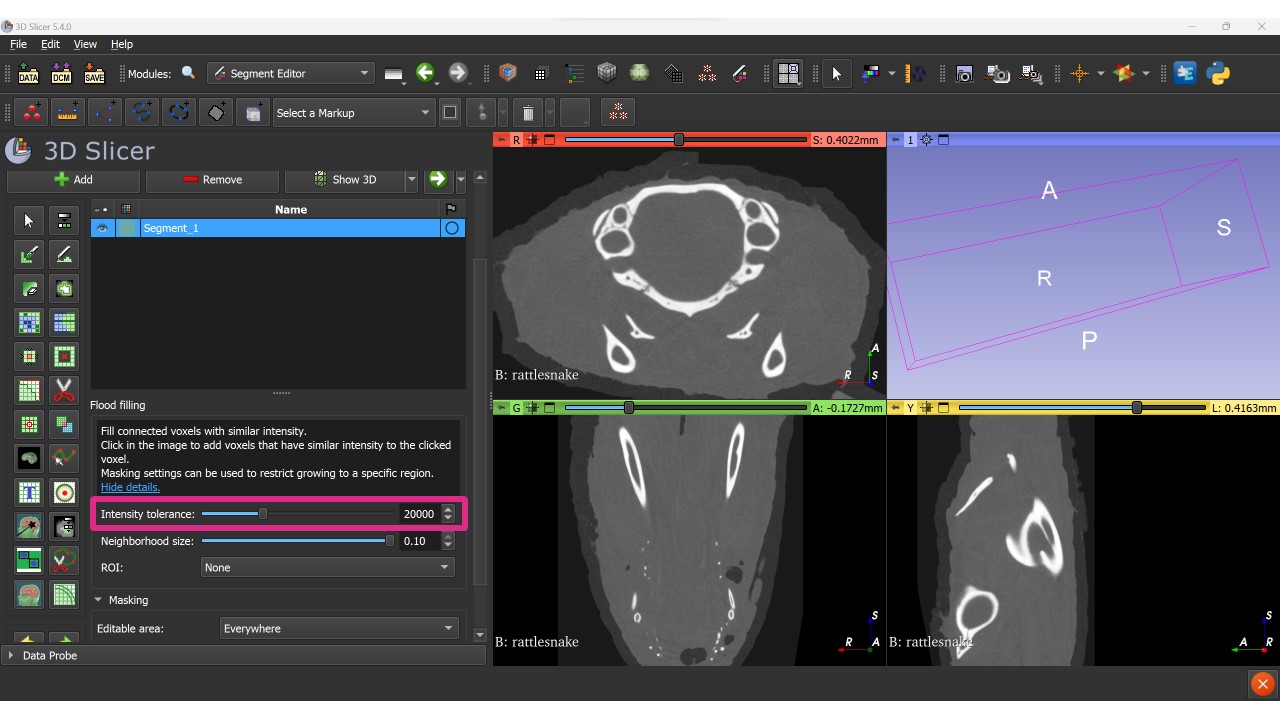 3D Slicer 5.4.0
File Edit View Help
DATA DCM SAVE Modules: Segment Editor
Select a Markup
3D Slicer
Add Remove Show 3D
Name
Segment_1
Flood filling
Fill connected voxels with similar intensity.
Click in the image to add voxels that have similar intensity to the clicked
voxel.
Masking settings can be used to restrict growing to a specific region.
Hide details.
Intensity tolerance: 20000
Neighborhood size: 0.10
ROI: None
Masking
Editable area: Everywhere
Data Probe
R S: 0.4022mm
A
R S
B: rattlesnake
1
A
S
R
P
G A: -0.1727mm
S
R A
B: rattlesnake
Y L: 0.4163mm
S
A R
B: rattlesnake